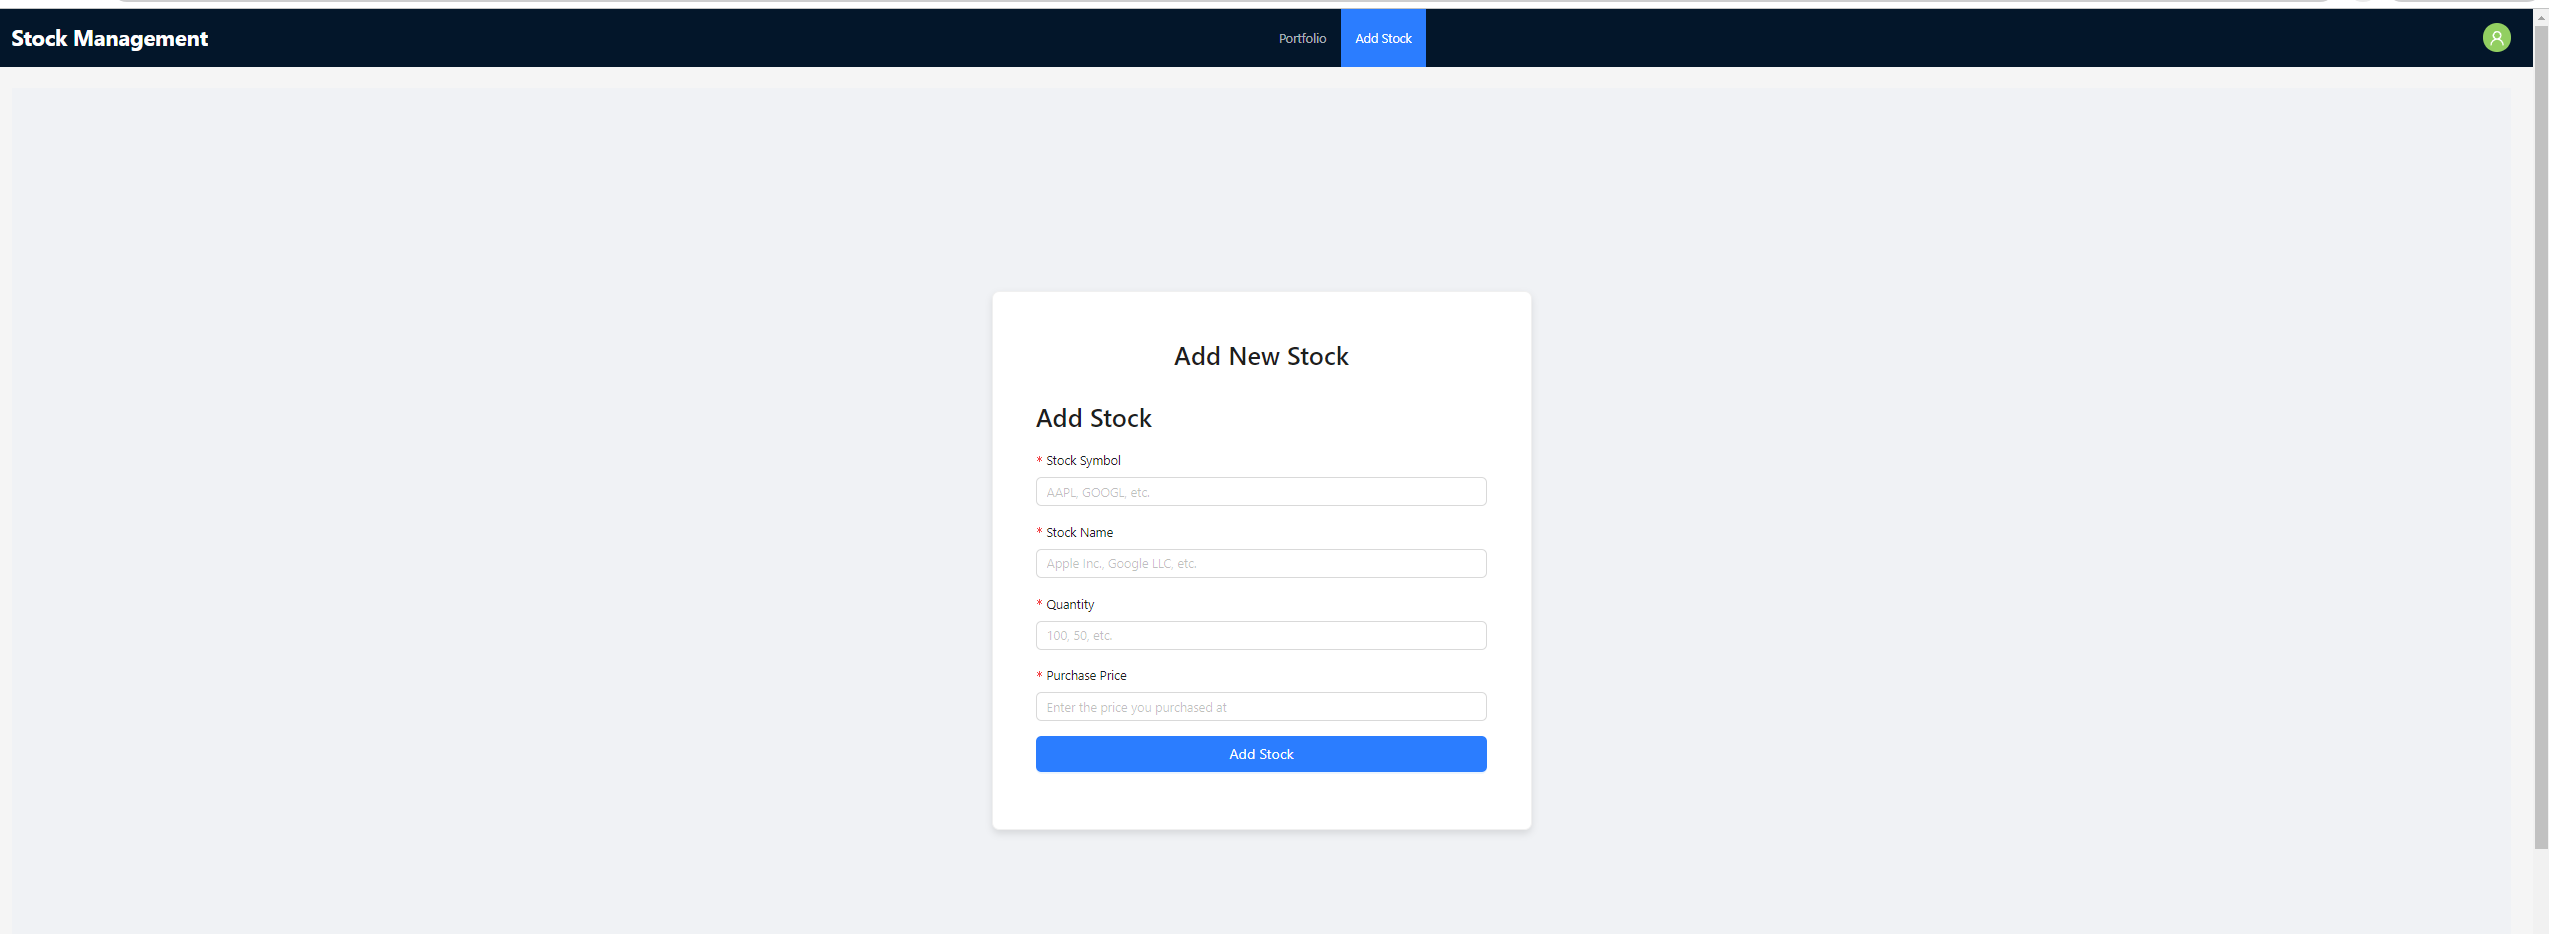 Stock Management
Portfolio
Add Stock
Add New Stock
Add Stock
* Stock Symbol
AAPL, GOOGL, etc.
* Stock Name
Apple Inc., Google LLC, etc.
* Quantity
100, 50, etc.
* Purchase Price
Enter the price you purchased at
Add Stock